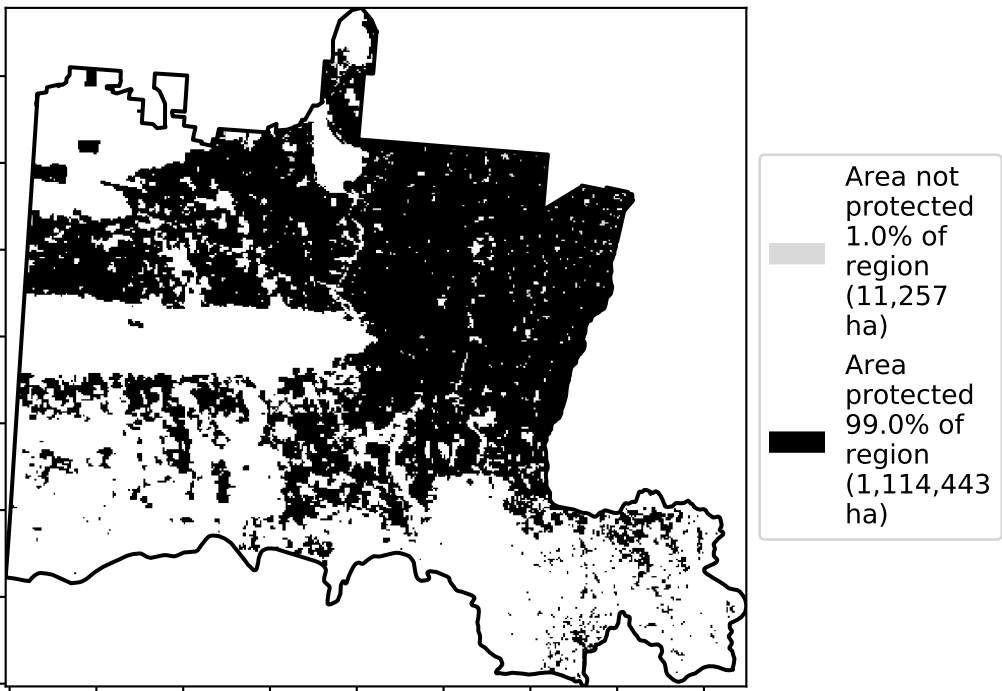 Area not
protected
1.0% of
region
(11,257
ha)
Area
protected
99.0% of
region
(1,114,443
ha)